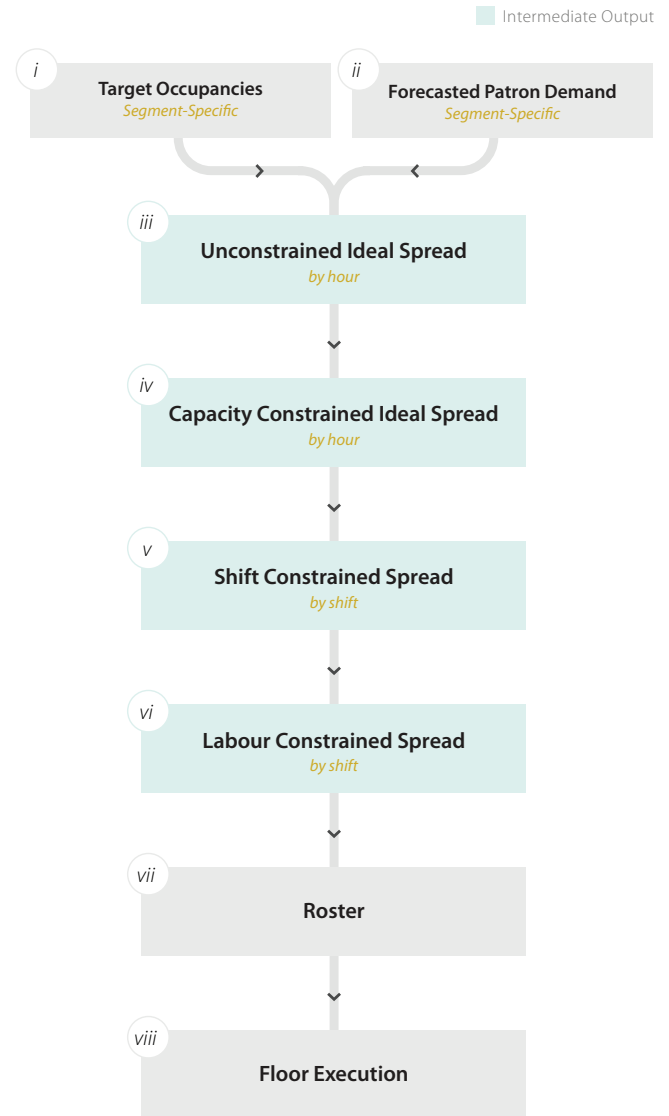 Intermediate Output
i
Target Occupancies
Segment-Specific
ii
Forecasted Patron Demand
Segment-Specific
iii
Unconstrained Ideal Spread
by hour
iv
Capacity Constrained Ideal Spread
by hour
v
Shift Constrained Spread
by shift
vi
Labour Constrained Spread
by shift
vii
Roster
viii
Floor Execution